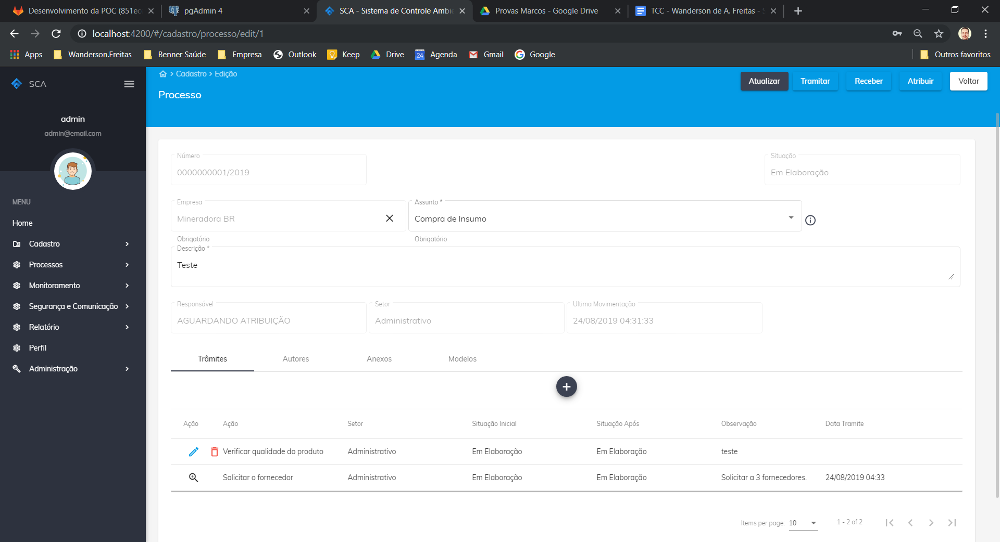 Desenvolvimento da POC (851ec
pgAdmin 4
SCA - Sistema de Controle Ambie
Provas Marcos - Google Drive
TCC - Wanderson de A. Freitas - S
localhost:4200/#/cadastro/processo/edit/1
Apps
Wanderson.Freitas
Benner Saúde
Empresa
Outlook
Keep
Drive
24
Agenda
Gmail
Google
Outros favoritos
SCA
Cadastro
Edição
Atualizar
Tramitar
Receber
Atribuir
Voltar
Processo
admin
admin@email.com
MENU
Home
Cadastro
Processos
Monitoramento
Segurança e Comunicação
Relatório
Perfil
Administração
Número
0000000001/2019
Situação
Em Elaboração
Empresa
Mineradora BR
Obrigatório
Assunto *
Compra de Insumo
Obrigatório
Descrição *
Teste
Responsável
AGUARDANDO ATRIBUIÇÃO
Setor
Administrativo
Ultima Movimentação
24/08/2019 04:31:33
Trâmites
Autores
Anexos
Modelos
+
Ação Ação Setor Situação Inicial Situação Após Observação Data Tramite
Verificar qualidade do produto Administrativo Em Elaboração Em Elaboração teste
Solicitar o fornecedor Administrativo Em Elaboração Em Elaboração Solicitar a 3 fornecedores. 24/08/2019 04:33
Items per page: 10 1 - 2 of 2